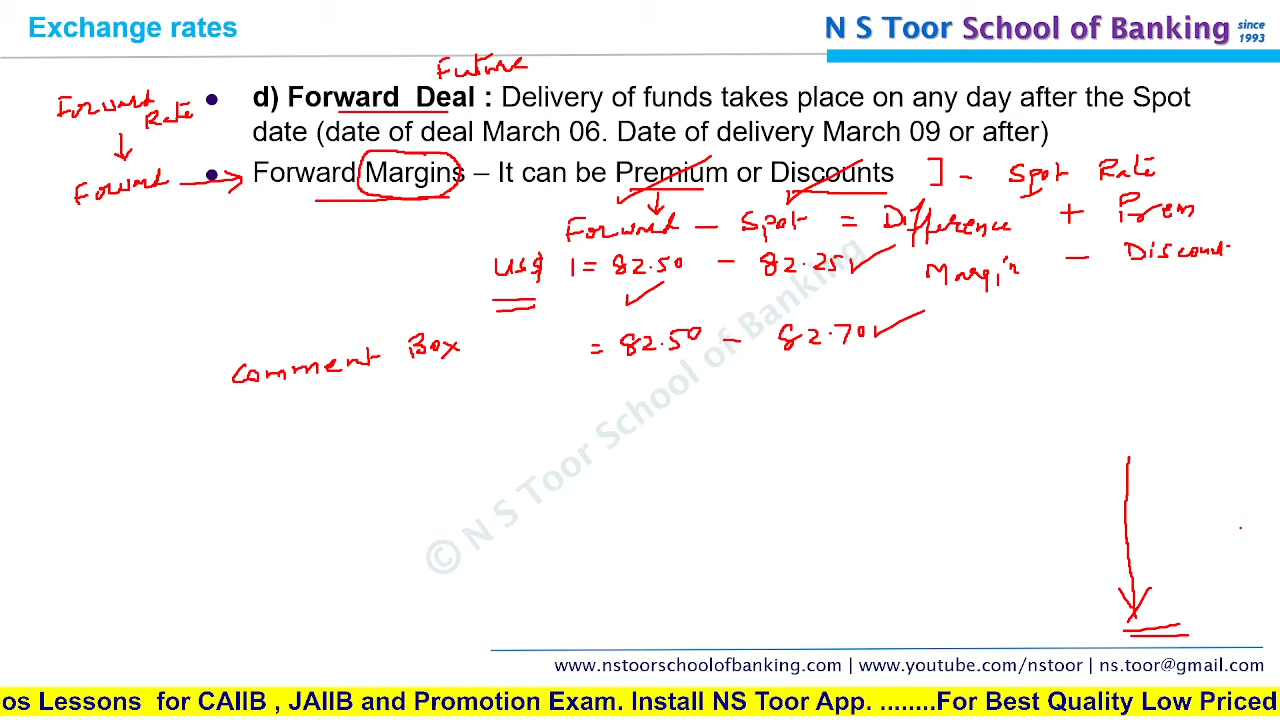 Exchange rates
N S Toor School of Banking since 1993
Future
Forward Rate
d) Forward Deal : Delivery of funds takes place on any day after the Spot
date (date of deal March 06. Date of delivery March 09 or after)
Forward
Forward Margins – It can be Premium or Discounts ] - Spot Rate
Forward - Spot = Difference + Prem
US$ 1 = 82.50 - 82.25 Margin - Discount
Comment Box = 82.50 - 82.70
© N S Toor School of Banking
www.nstoorschoolofbanking.com | www.youtube.com/nstoor | ns.toor@gmail.com
os Lessons for CAIIB , JAIIB and Promotion Exam. Install NS Toor App. ........For Best Quality Low Priced